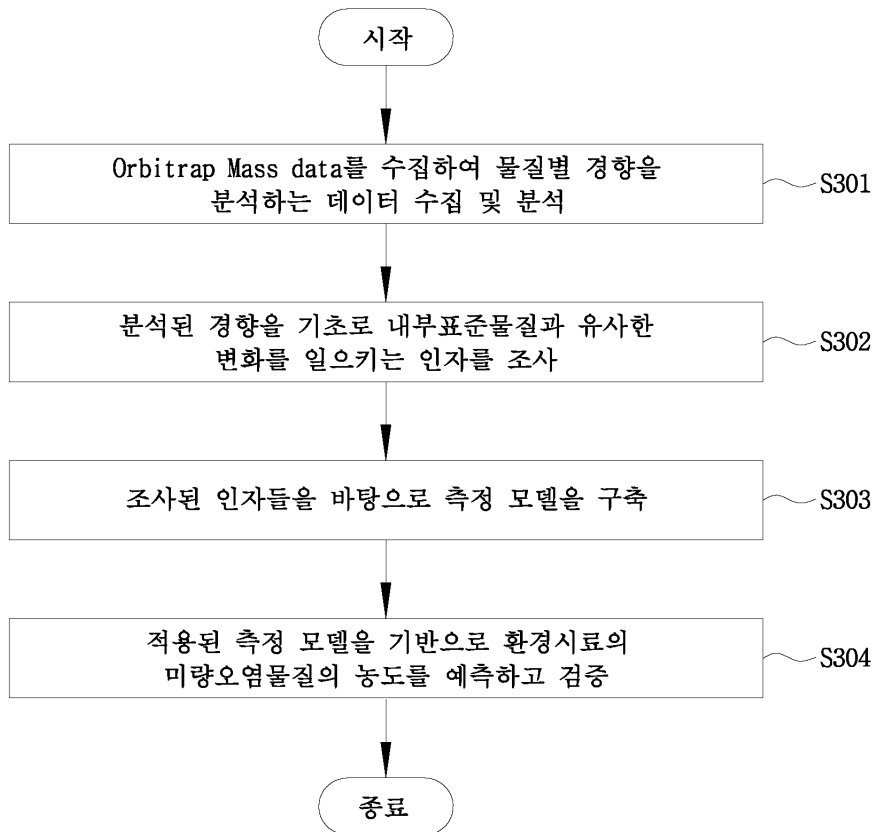 시작
Orbitrap Mass data를 수집하여 물질별 경향을
분석하는 데이터 수집 및 분석
S301
분석된 경향을 기초로 내부표준물질과 유사한
변화를 일으키는 인자를 조사
S302
조사된 인자들을 바탕으로 측정 모델을 구축
S303
적용된 측정 모델을 기반으로 환경시료의
미량오염물질의 농도를 예측하고 검증
S304
종료